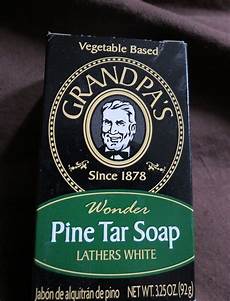 Vegetable Based
GRANDPA'S
Since 1878
Wonder
Pine Tar Soap
LATHERS WHITE
Jabón de alquitrán de pino
NET WT. 3.25 OZ. (92 g)